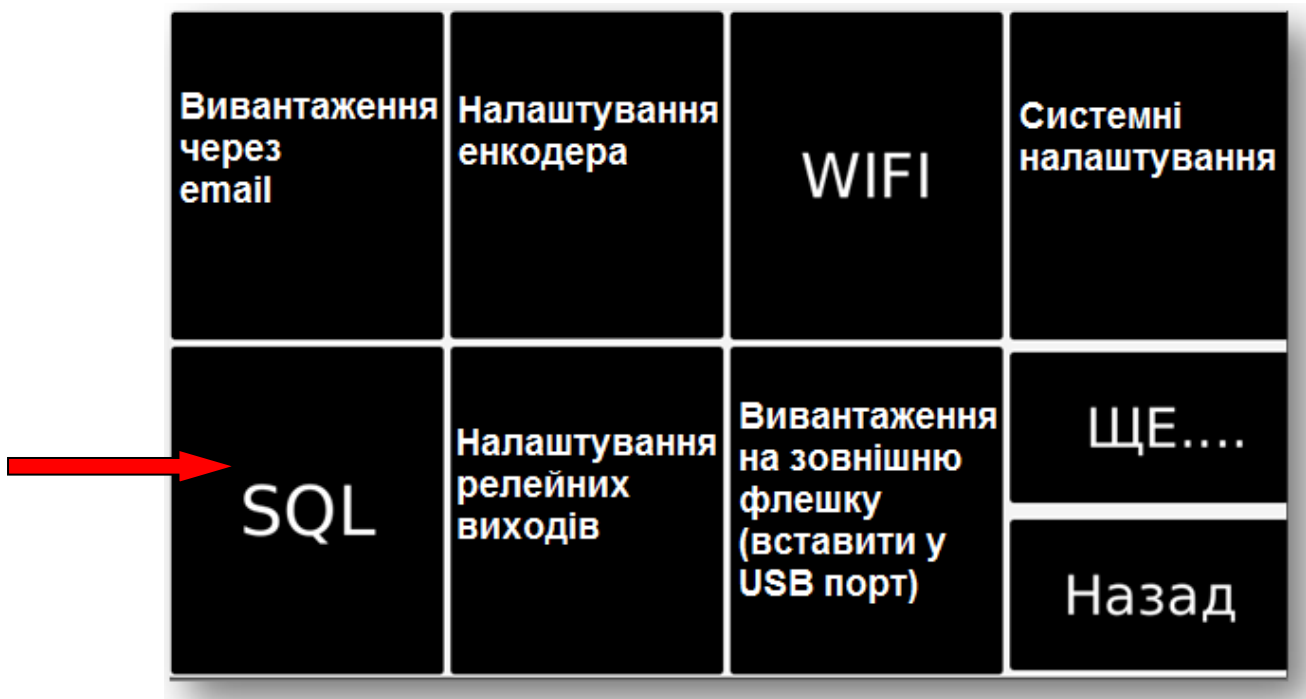 Вивантаження
через
email
Налаштування
енкодера
WIFI
Системні
налаштування
SQL
Налаштування
релейних
виходів
Вивантаження
на зовнішню
флешку
(вставити у
USB порт)
ЩЕ....
Назад